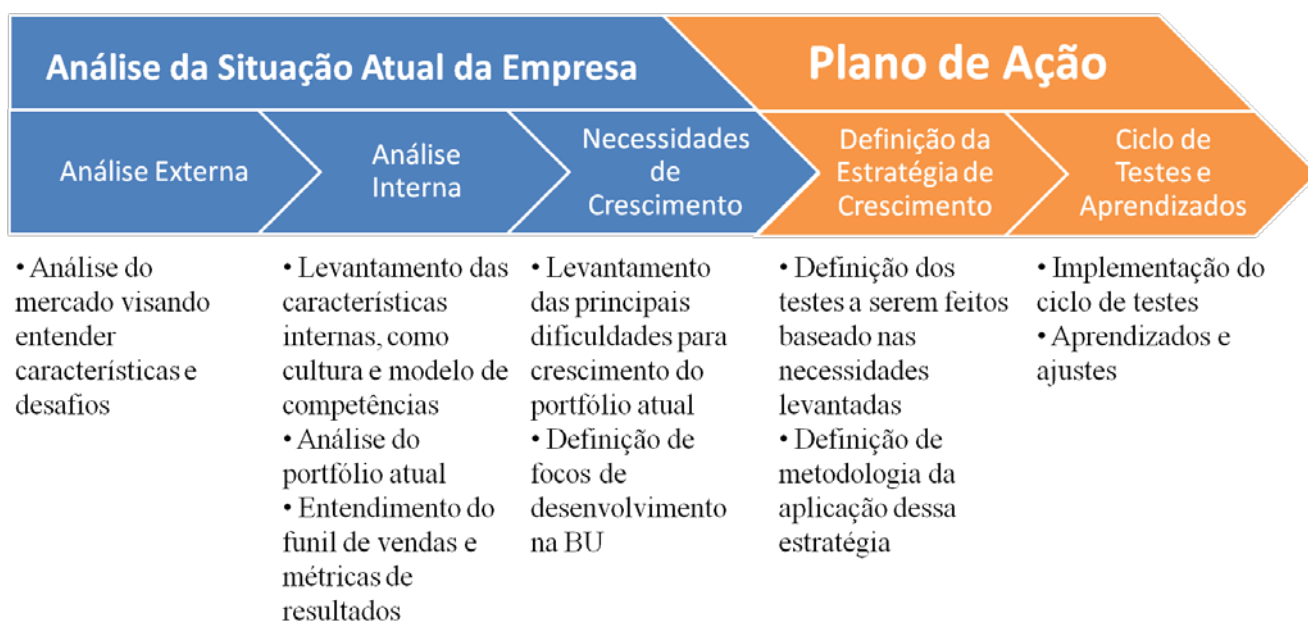 Análise da Situação Atual da Empresa
Plano de Ação
Análise Externa
Análise
Interna
Necessidades
de
Crescimento
Definição da
Estratégia de
Crescimento
Ciclo de
Testes e
Aprendizados
• Análise do
mercado visando
entender
características e
desafios
• Levantamento das
características
internas, como
cultura e modelo de
competências
• Análise do
portfólio atual
• Entendimento do
funil de vendas e
métricas de
resultados
• Levantamento
das principais
dificuldades para
crescimento do
portfólio atual
• Definição de
focos de
desenvolvimento
na BU
• Definição dos
testes a serem feitos
baseado nas
necessidades
levantadas
• Definição de
metodologia da
aplicação dessa
estratégia
• Implementação do
ciclo de testes
• Aprendizados e
ajustes